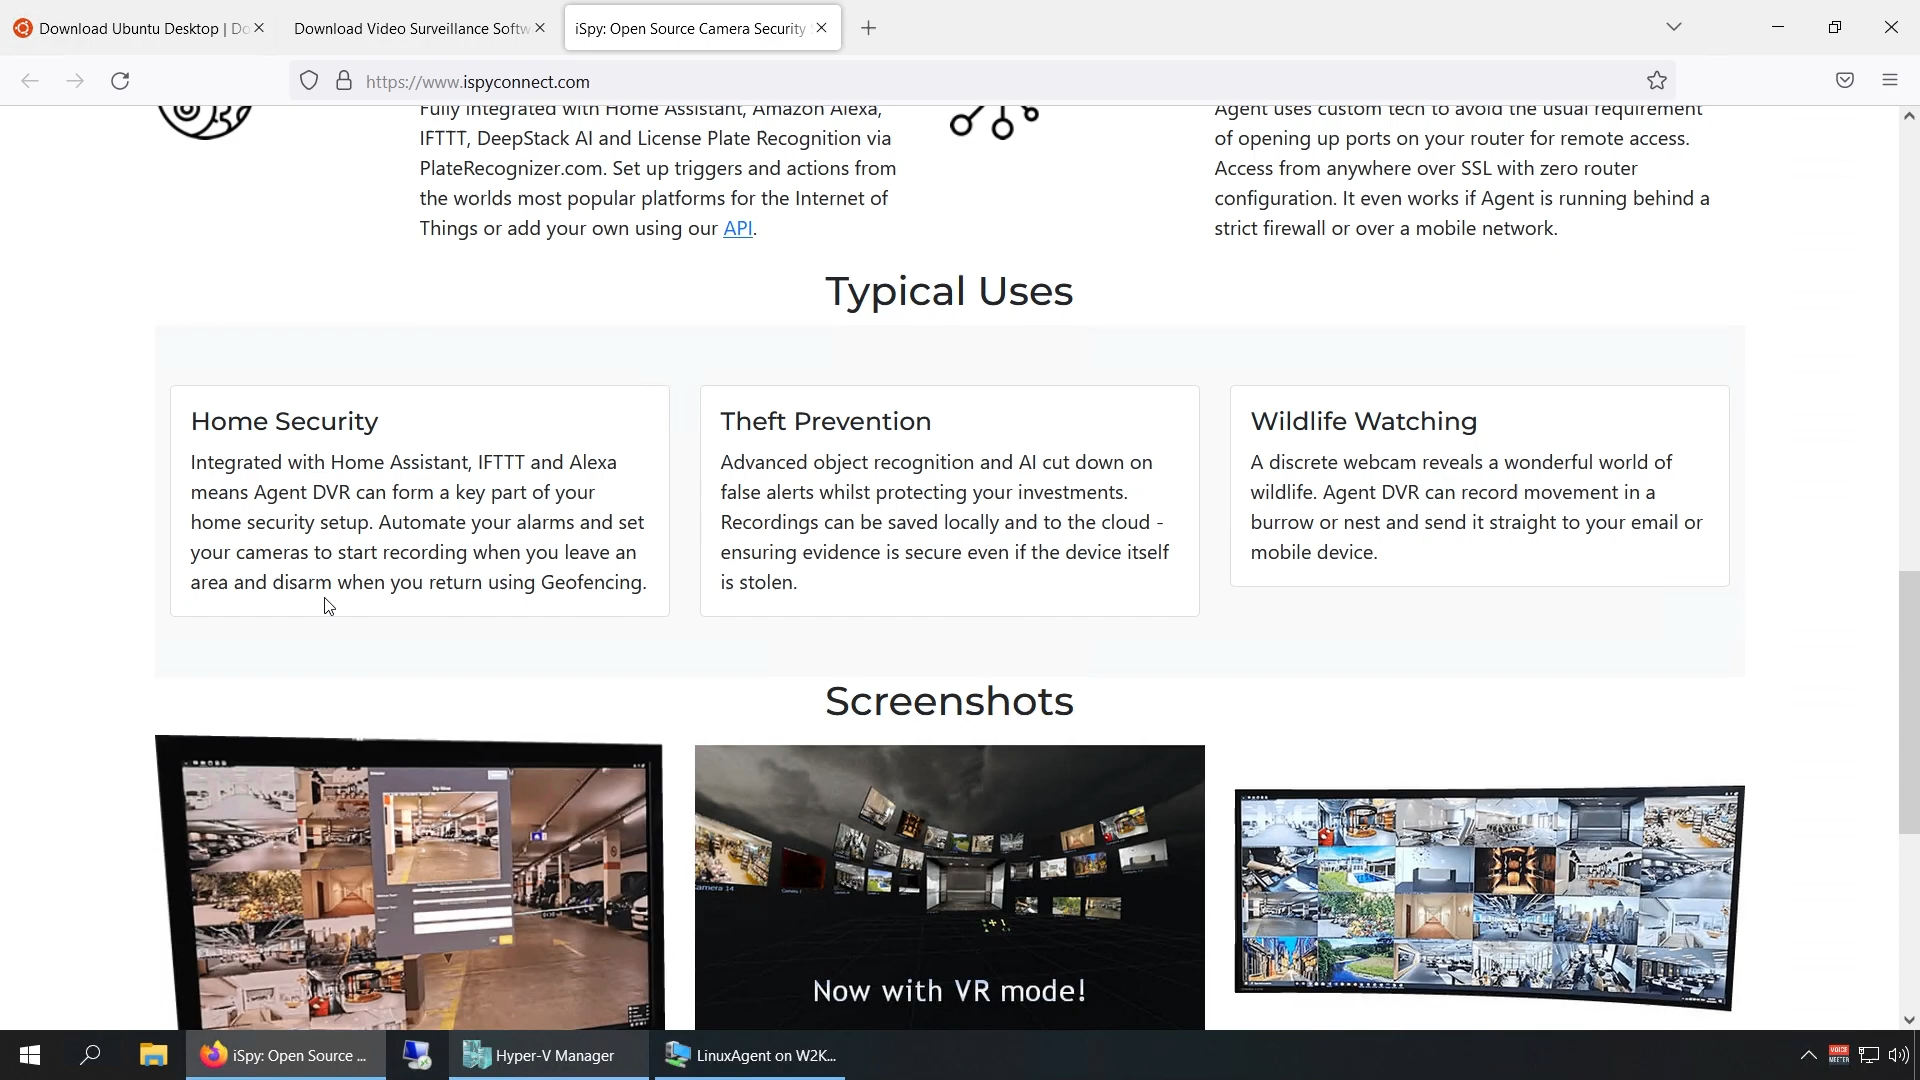 Download Ubuntu Desktop | Do
Download Video Surveillance Softw
iSpy: Open Source Camera Security
https://www.ispyconnect.com
Fully integrated with Home Assistant, Amazon Alexa,
IFTTT, DeepStack AI and License Plate Recognition via
PlateRecognizer.com. Set up triggers and actions from
the worlds most popular platforms for the Internet of
Things or add your own using our API.
Agent uses custom tech to avoid the usual requirement
of opening up ports on your router for remote access.
Access from anywhere over SSL with zero router
configuration. It even works if Agent is running behind a
strict firewall or over a mobile network.
Typical Uses
Home Security
Integrated with Home Assistant, IFTTT and Alexa
means Agent DVR can form a key part of your
home security setup. Automate your alarms and set
your cameras to start recording when you leave an
area and disarm when you return using Geofencing.
Theft Prevention
Advanced object recognition and AI cut down on
false alerts whilst protecting your investments.
Recordings can be saved locally and to the cloud -
ensuring evidence is secure even if the device itself
is stolen.
Wildlife Watching
A discrete webcam reveals a wonderful world of
wildlife. Agent DVR can record movement in a
burrow or nest and send it straight to your email or
mobile device.
Screenshots
Camera 14
Now with VR mode!
iSpy: Open Source ...
Hyper-V Manager
LinuxAgent on W2K...
VOICE
MEETER